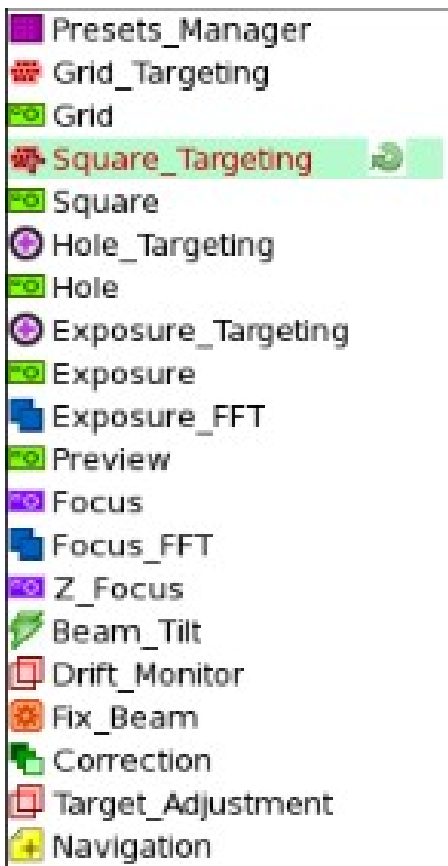 Presets_Manager
Grid_Targeting
Grid
Square_Targeting
Square
Hole_Targeting
Hole
Exposure_Targeting
Exposure
Exposure_FFT
Preview
Focus
Focus_FFT
Z_Focus
Beam_Tilt
Drift_Monitor
Fix_Beam
Correction
Target_Adjustment
Navigation